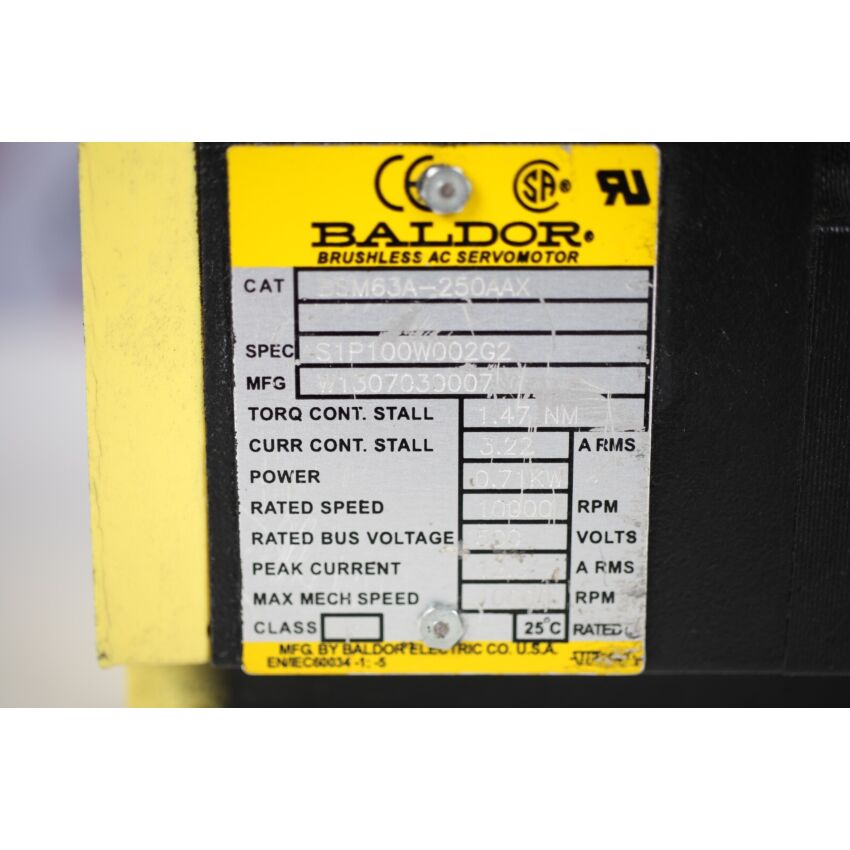 CE SA® RU
BALDOR®
BRUSHLESS AC SERVOMOTOR
CAT BSM63A-250AAX
SPEC S1P100W002G2
MFG W1307030007
TORQ CONT. STALL 1.47 NM
CURR CONT. STALL 3.22 A RMS
POWER 0.71KW
RATED SPEED 10000 RPM
RATED BUS VOLTAGE VOLTS
PEAK CURRENT A RMS
MAX MECH SPEED RPM
CLASS 25°C RATED
MFG. BY BALDOR ELECTRIC CO. U.S.A.
EN/IEC60034 -1; -5